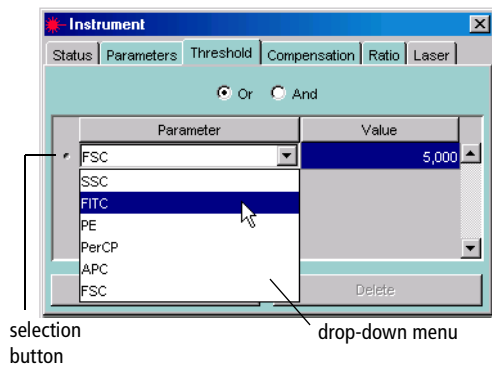 Instrument
Status Parameters Threshold Compensation Ratio Laser
Or And
Parameter Value
FSC 5,000
SSC
FITC
PE
PerCP
APC
FSC
Delete
selection
button
drop-down menu